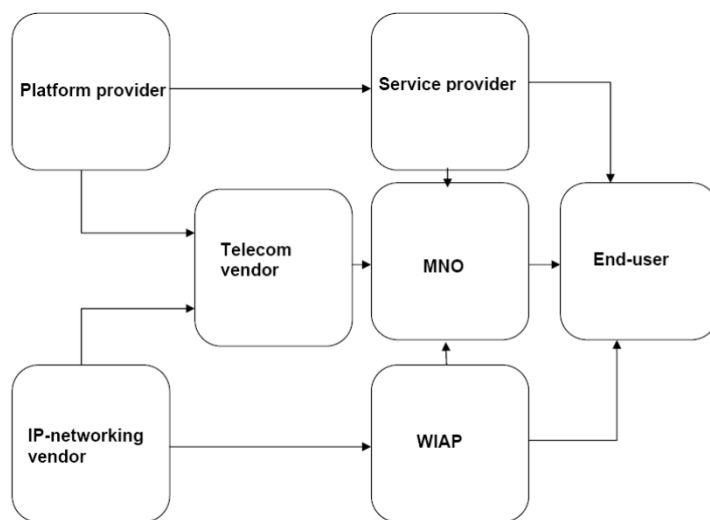 Platform provider
Service provider
Telecom
vendor
MNO
End-user
IP-networking
vendor
WIAP